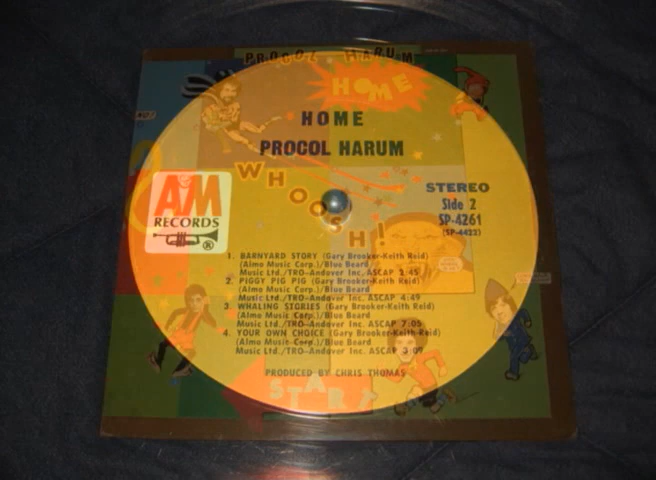 PROCOL HARUM
HOME
HOME
PROCOL HARUM
WHOOSH!
A&M
RECORDS
®
STEREO
Side 2
SP-4261
(SP-4422)
1. BARNYARD STORY (Gary Brooker-Keith Reid)
(Almo Music Corp.)/Blue Beard
Music Ltd./TRO-Andover Inc. ASCAP 2:45
2. PIGGY PIG PIG (Gary Brooker-Keith Reid)
(Almo Music Corp.)/Blue Beard
Music Ltd./TRO-Andover Inc. ASCAP 4:49
3. WHALING STORIES (Gary Brooker-Keith Reid)
(Almo Music Corp.)/Blue Beard
Music Ltd./TRO-Andover Inc. ASCAP 7:05
4. YOUR OWN CHOICE (Gary Brooker-Keith Reid)
(Almo Music Corp.)/Blue Beard
Music Ltd./TRO-Andover Inc. ASCAP 3:09
PRODUCED BY CHRIS THOMAS
START